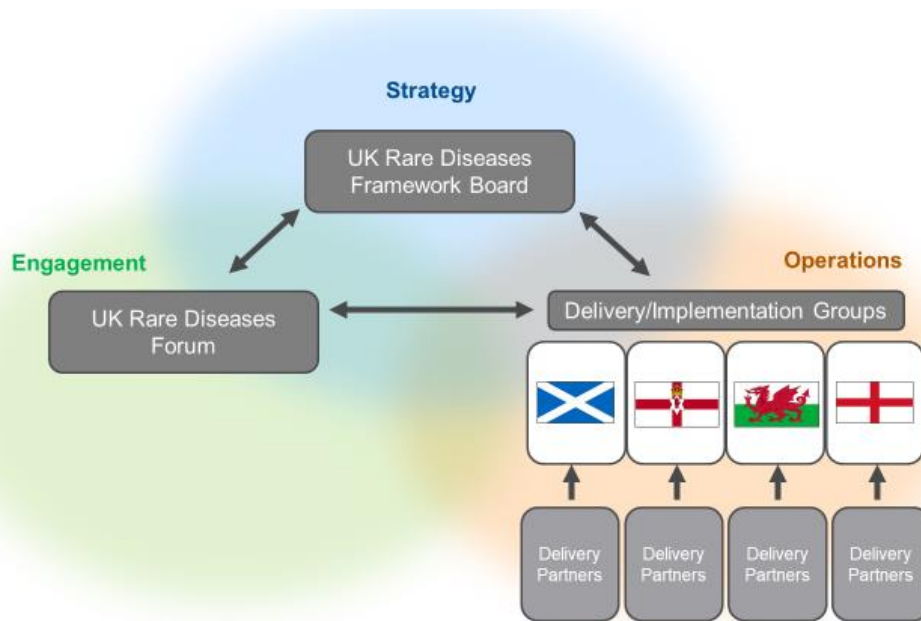 Strategy
UK Rare Diseases
Framework Board
Engagement
UK Rare Diseases
Forum
Operations
Delivery/Implementation Groups
Delivery
Partners
Delivery
Partners
Delivery
Partners
Delivery
Partners